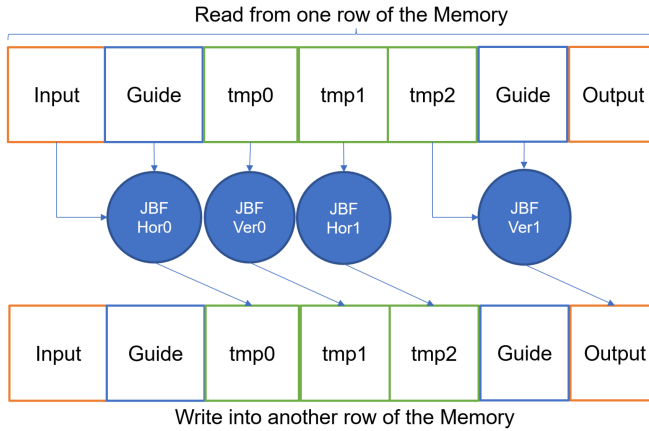 Read from one row of the Memory
Input Guide tmp0 tmp1 tmp2 Guide Output
JBF JBF JBF JBF
Hor0 Ver0 Hor1 Ver1
Input Guide tmp0 tmp1 tmp2 Guide Output
Write into another row of the Memory